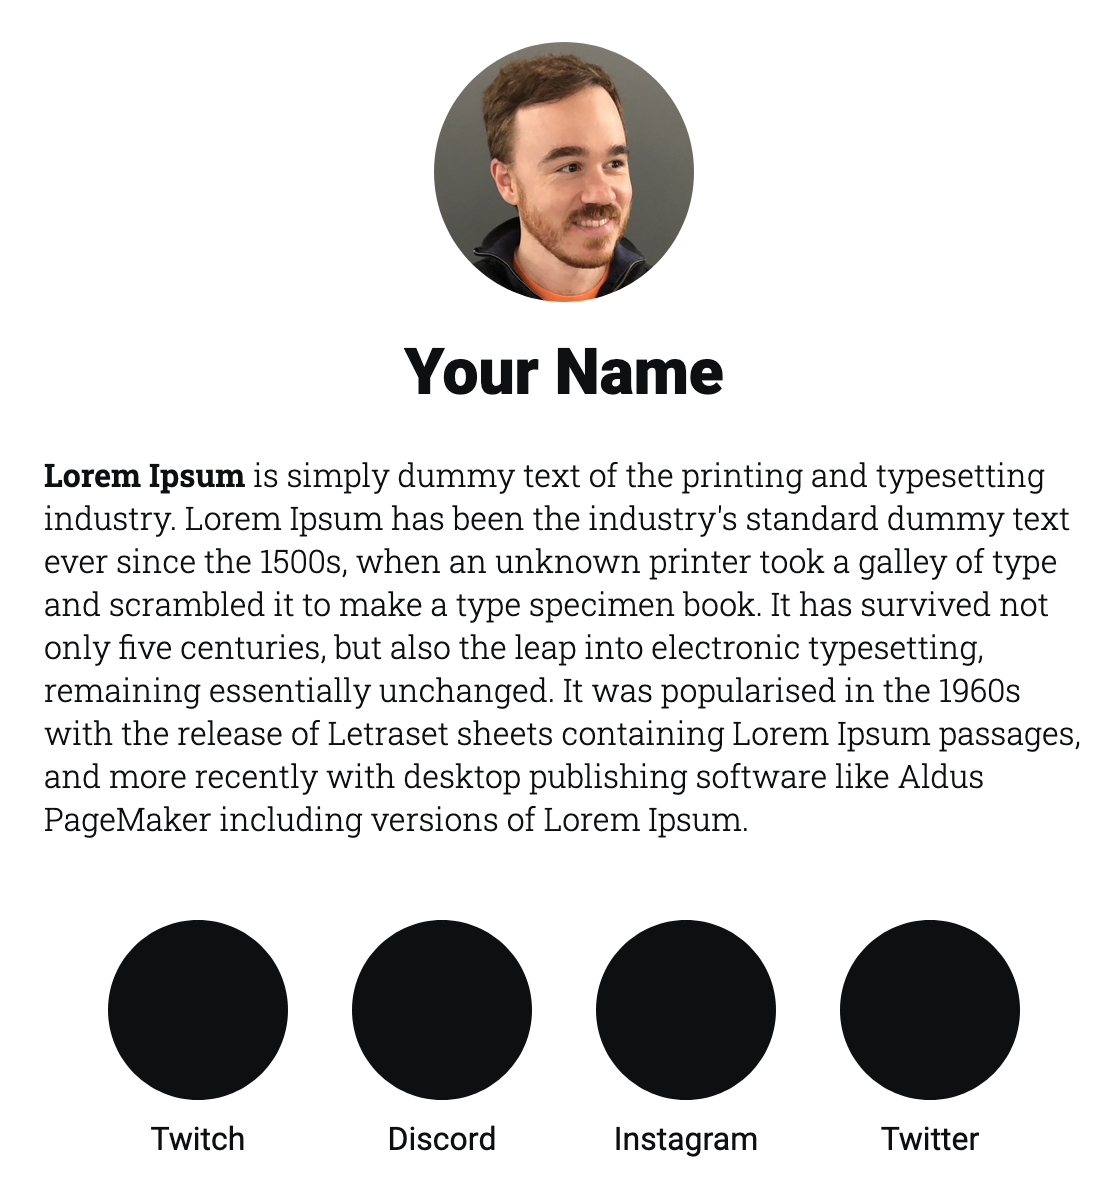 Your Name
Lorem Ipsum is simply dummy text of the printing and typesetting
industry. Lorem Ipsum has been the industry's standard dummy text
ever since the 1500s, when an unknown printer took a galley of type
and scrambled it to make a type specimen book. It has survived not
only five centuries, but also the leap into electronic typesetting,
remaining essentially unchanged. It was popularised in the 1960s
with the release of Letraset sheets containing Lorem Ipsum passages,
and more recently with desktop publishing software like Aldus
PageMaker including versions of Lorem Ipsum.
Twitch
Discord
Instagram
Twitter